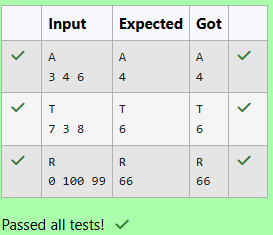 Input Expected Got
A A A
3 4 6 4 4
T T T
7 3 8 6 6
R R R
0 100 99 66 66
Passed all tests!